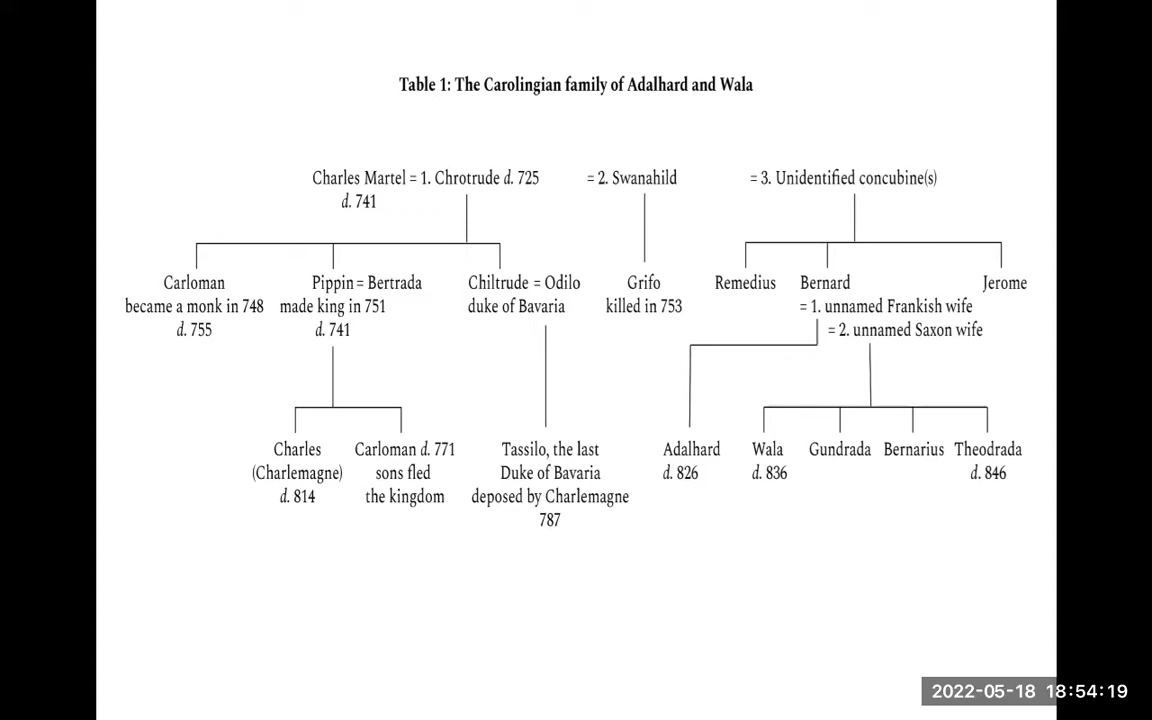 Table 1: The Carolingian family of Adalhard and Wala
Charles Martel = 1. Chrotrude d. 725 = 2. Swanahild = 3. Unidentified concubine(s)
d. 741
Carloman Pippin = Bertrada Chiltrude = Odilo Grifo Remedius Bernard Jerome
became a monk in 748 made king in 751 duke of Bavaria killed in 753 = 1. unnamed Frankish wife
d. 755 d. 741 = 2. unnamed Saxon wife
Charles Carloman d. 771 Tassilo, the last Adalhard Wala Gundrada Bernarius Theodrada
(Charlemagne) sons fled Duke of Bavaria d. 826 d. 836 d. 846
d. 814 the kingdom deposed by Charlemagne
787
2022-05-18 18:54:19